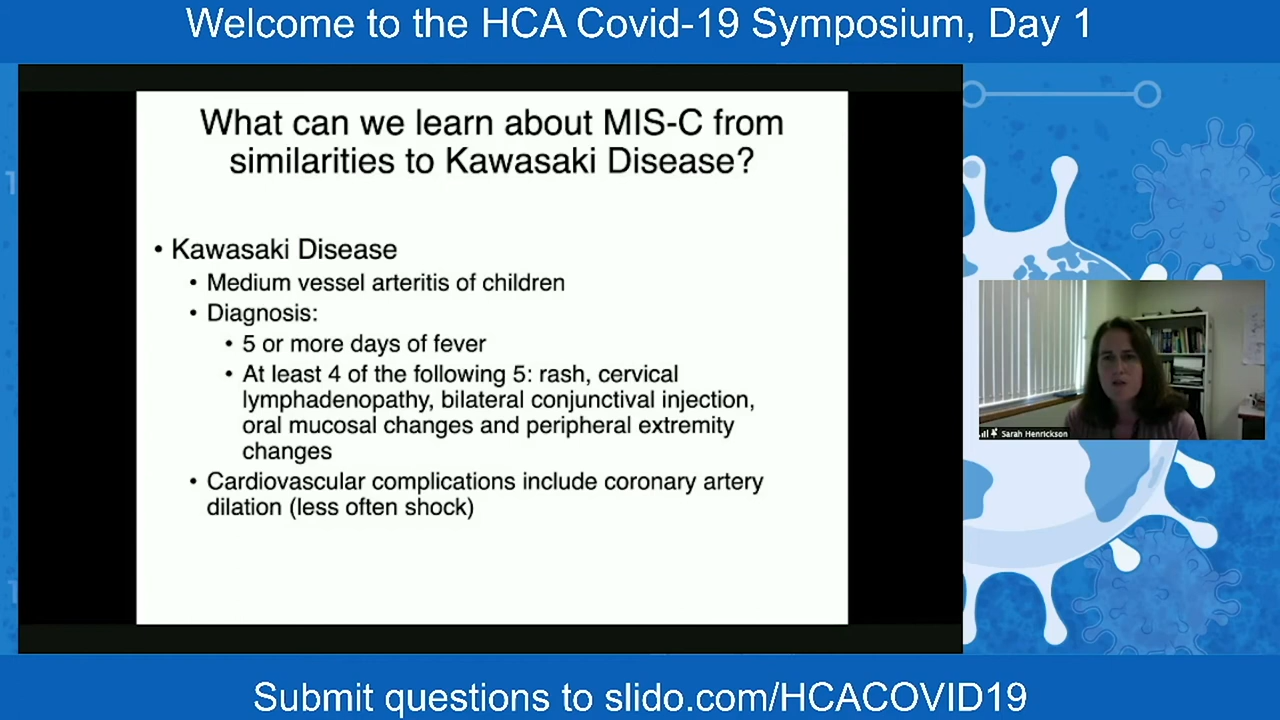 Welcome to the HCA Covid-19 Symposium, Day 1
What can we learn about MIS-C from
similarities to Kawasaki Disease?
• Kawasaki Disease
• Medium vessel arteritis of children
• Diagnosis:
• 5 or more days of fever
• At least 4 of the following 5: rash, cervical
lymphadenopathy, bilateral conjunctival injection,
oral mucosal changes and peripheral extremity
changes
• Cardiovascular complications include coronary artery
dilation (less often shock)
Sarah Henrickson
Submit questions to slido.com/HCACOVID19